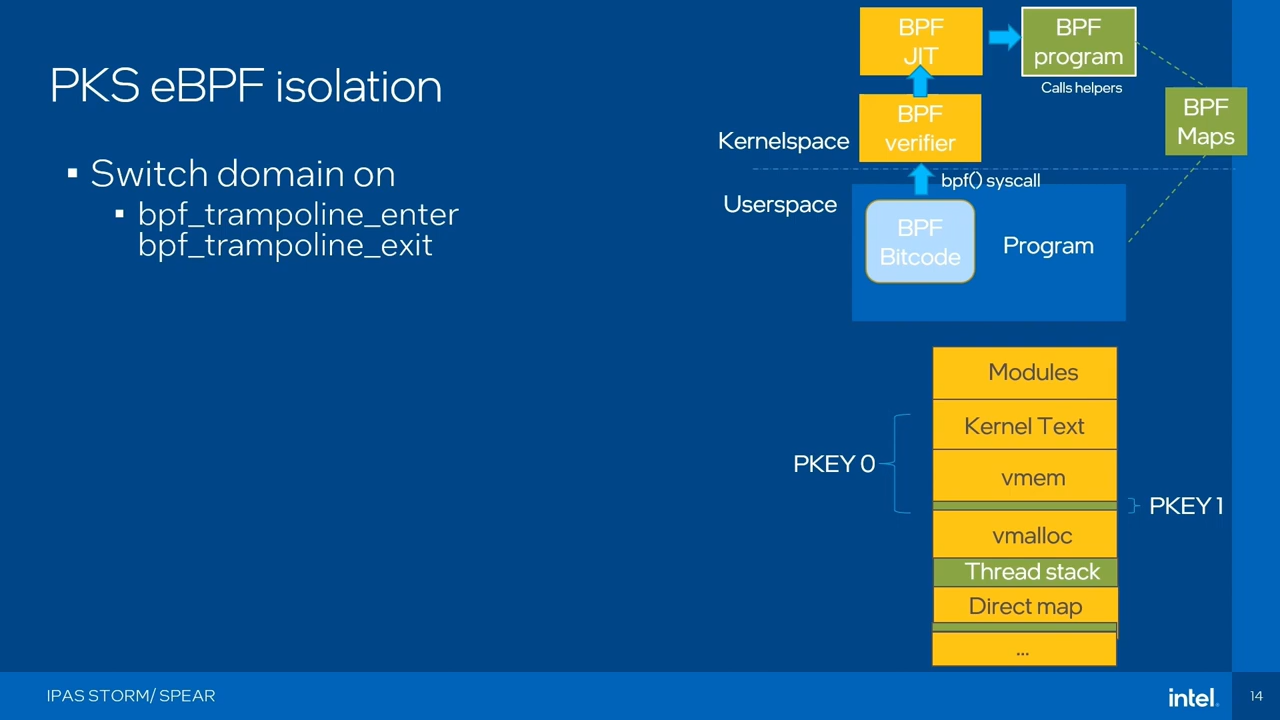 PKS eBPF isolation
▪ Switch domain on
▪ bpf_trampoline_enter
bpf_trampoline_exit
BPF
JIT
BPF
program
Calls helpers
BPF
Maps
BPF
verifier
Kernelspace
bpf() syscall
Userspace
BPF
Bitcode
Program
Modules
Kernel Text
PKEY 0
vmem
PKEY 1
vmalloc
Thread stack
Direct map
...
IPAS STORM/ SPEAR
intel.
14